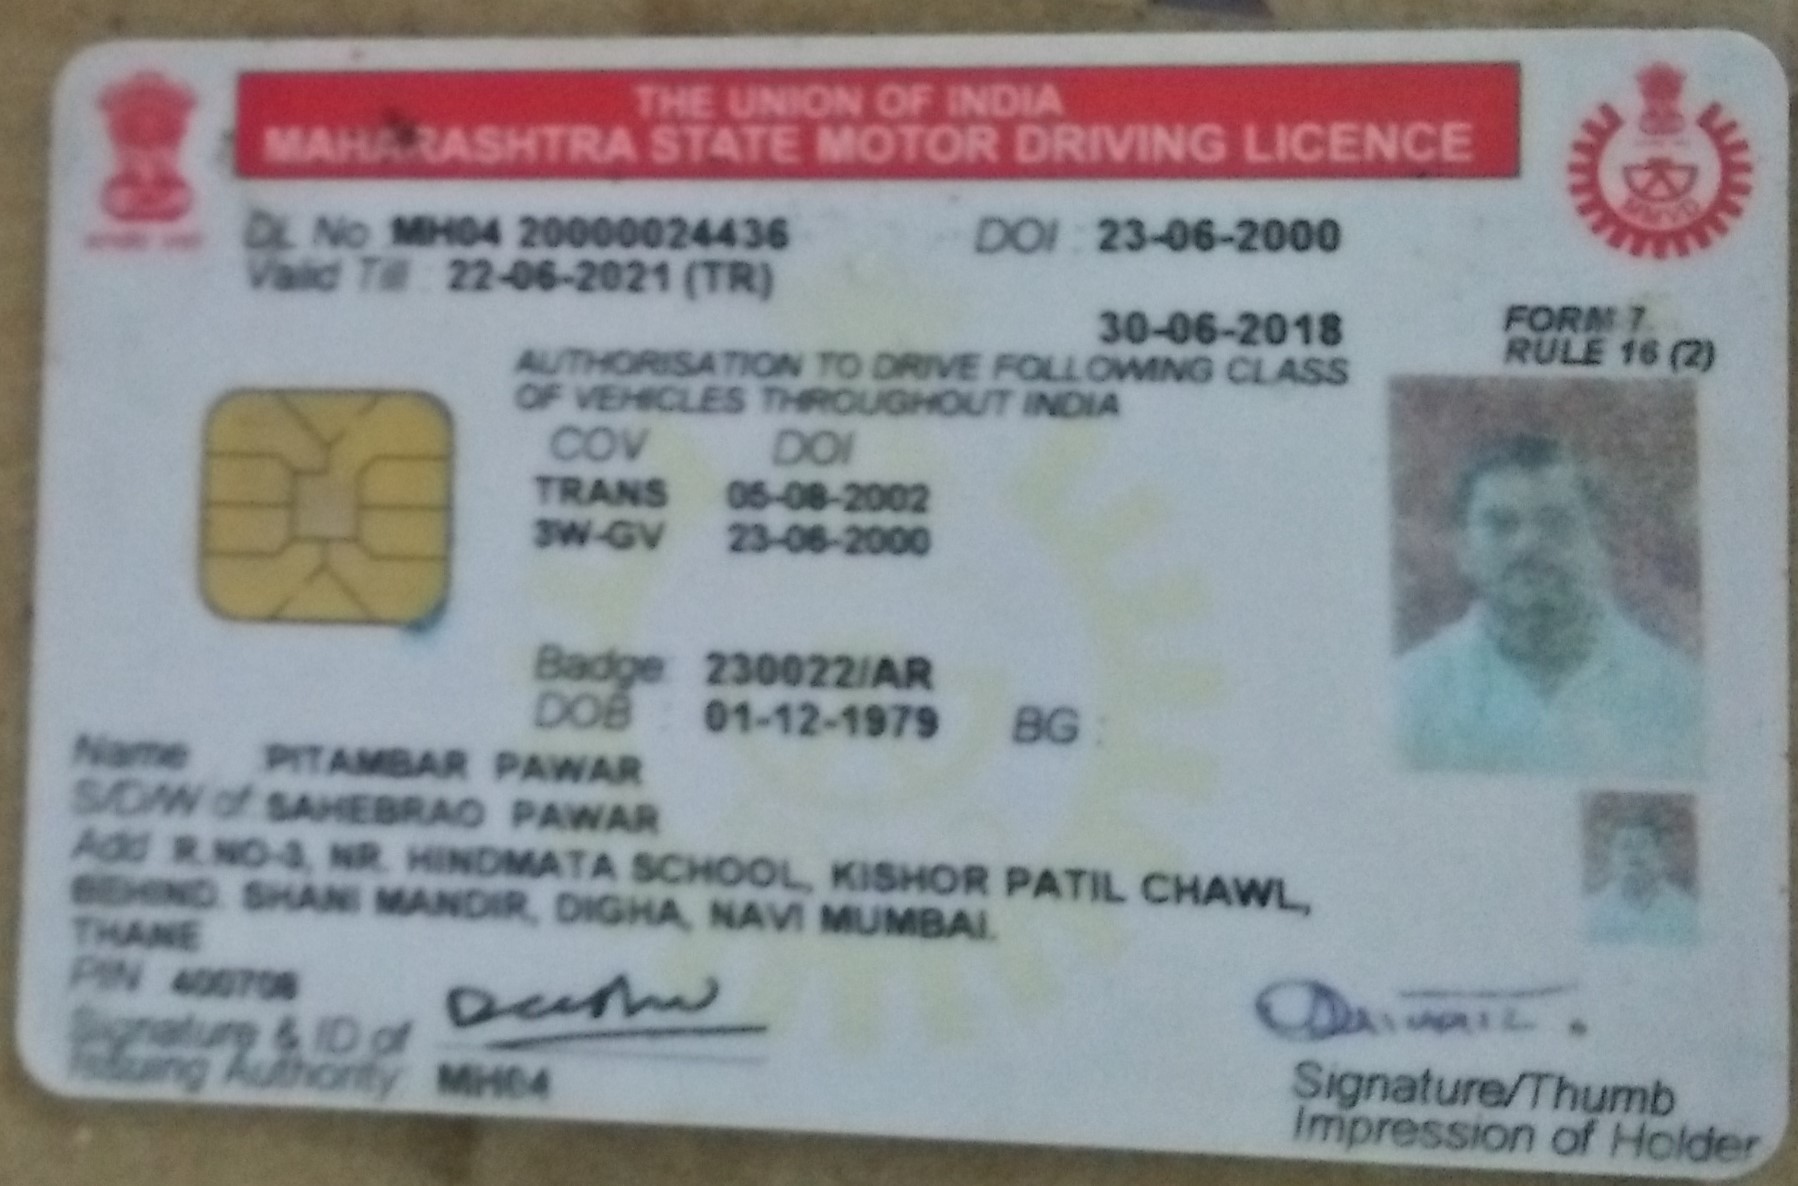 THE UNION OF INDIA
MAHARASHTRA STATE MOTOR DRIVING LICENCE
DL No MH04 20000024436 DOI : 23-06-2000
Valid Till : 22-06-2021 (TR)
30-06-2018
FORM 7
RULE 16 (2)
AUTHORISATION TO DRIVE FOLLOWING CLASS
OF VEHICLES THROUGHOUT INDIA
COV DOI
TRANS 05-08-2002
3W-GV 23-06-2000
Badge 230022/AR
DOB : 01-12-1979 BG :
Name PITAMBAR PAWAR
S/D/W of SAHEBRAO PAWAR
Add R.NO-3, NR. HINDMATA SCHOOL, KISHOR PATIL CHAWL,
BEHIND. SHANI MANDIR, DIGHA, NAVI MUMBAI.
THANE
PIN 400708
Signature & ID of
Issuing Authority MH04
Signature/Thumb
Impression of Holder